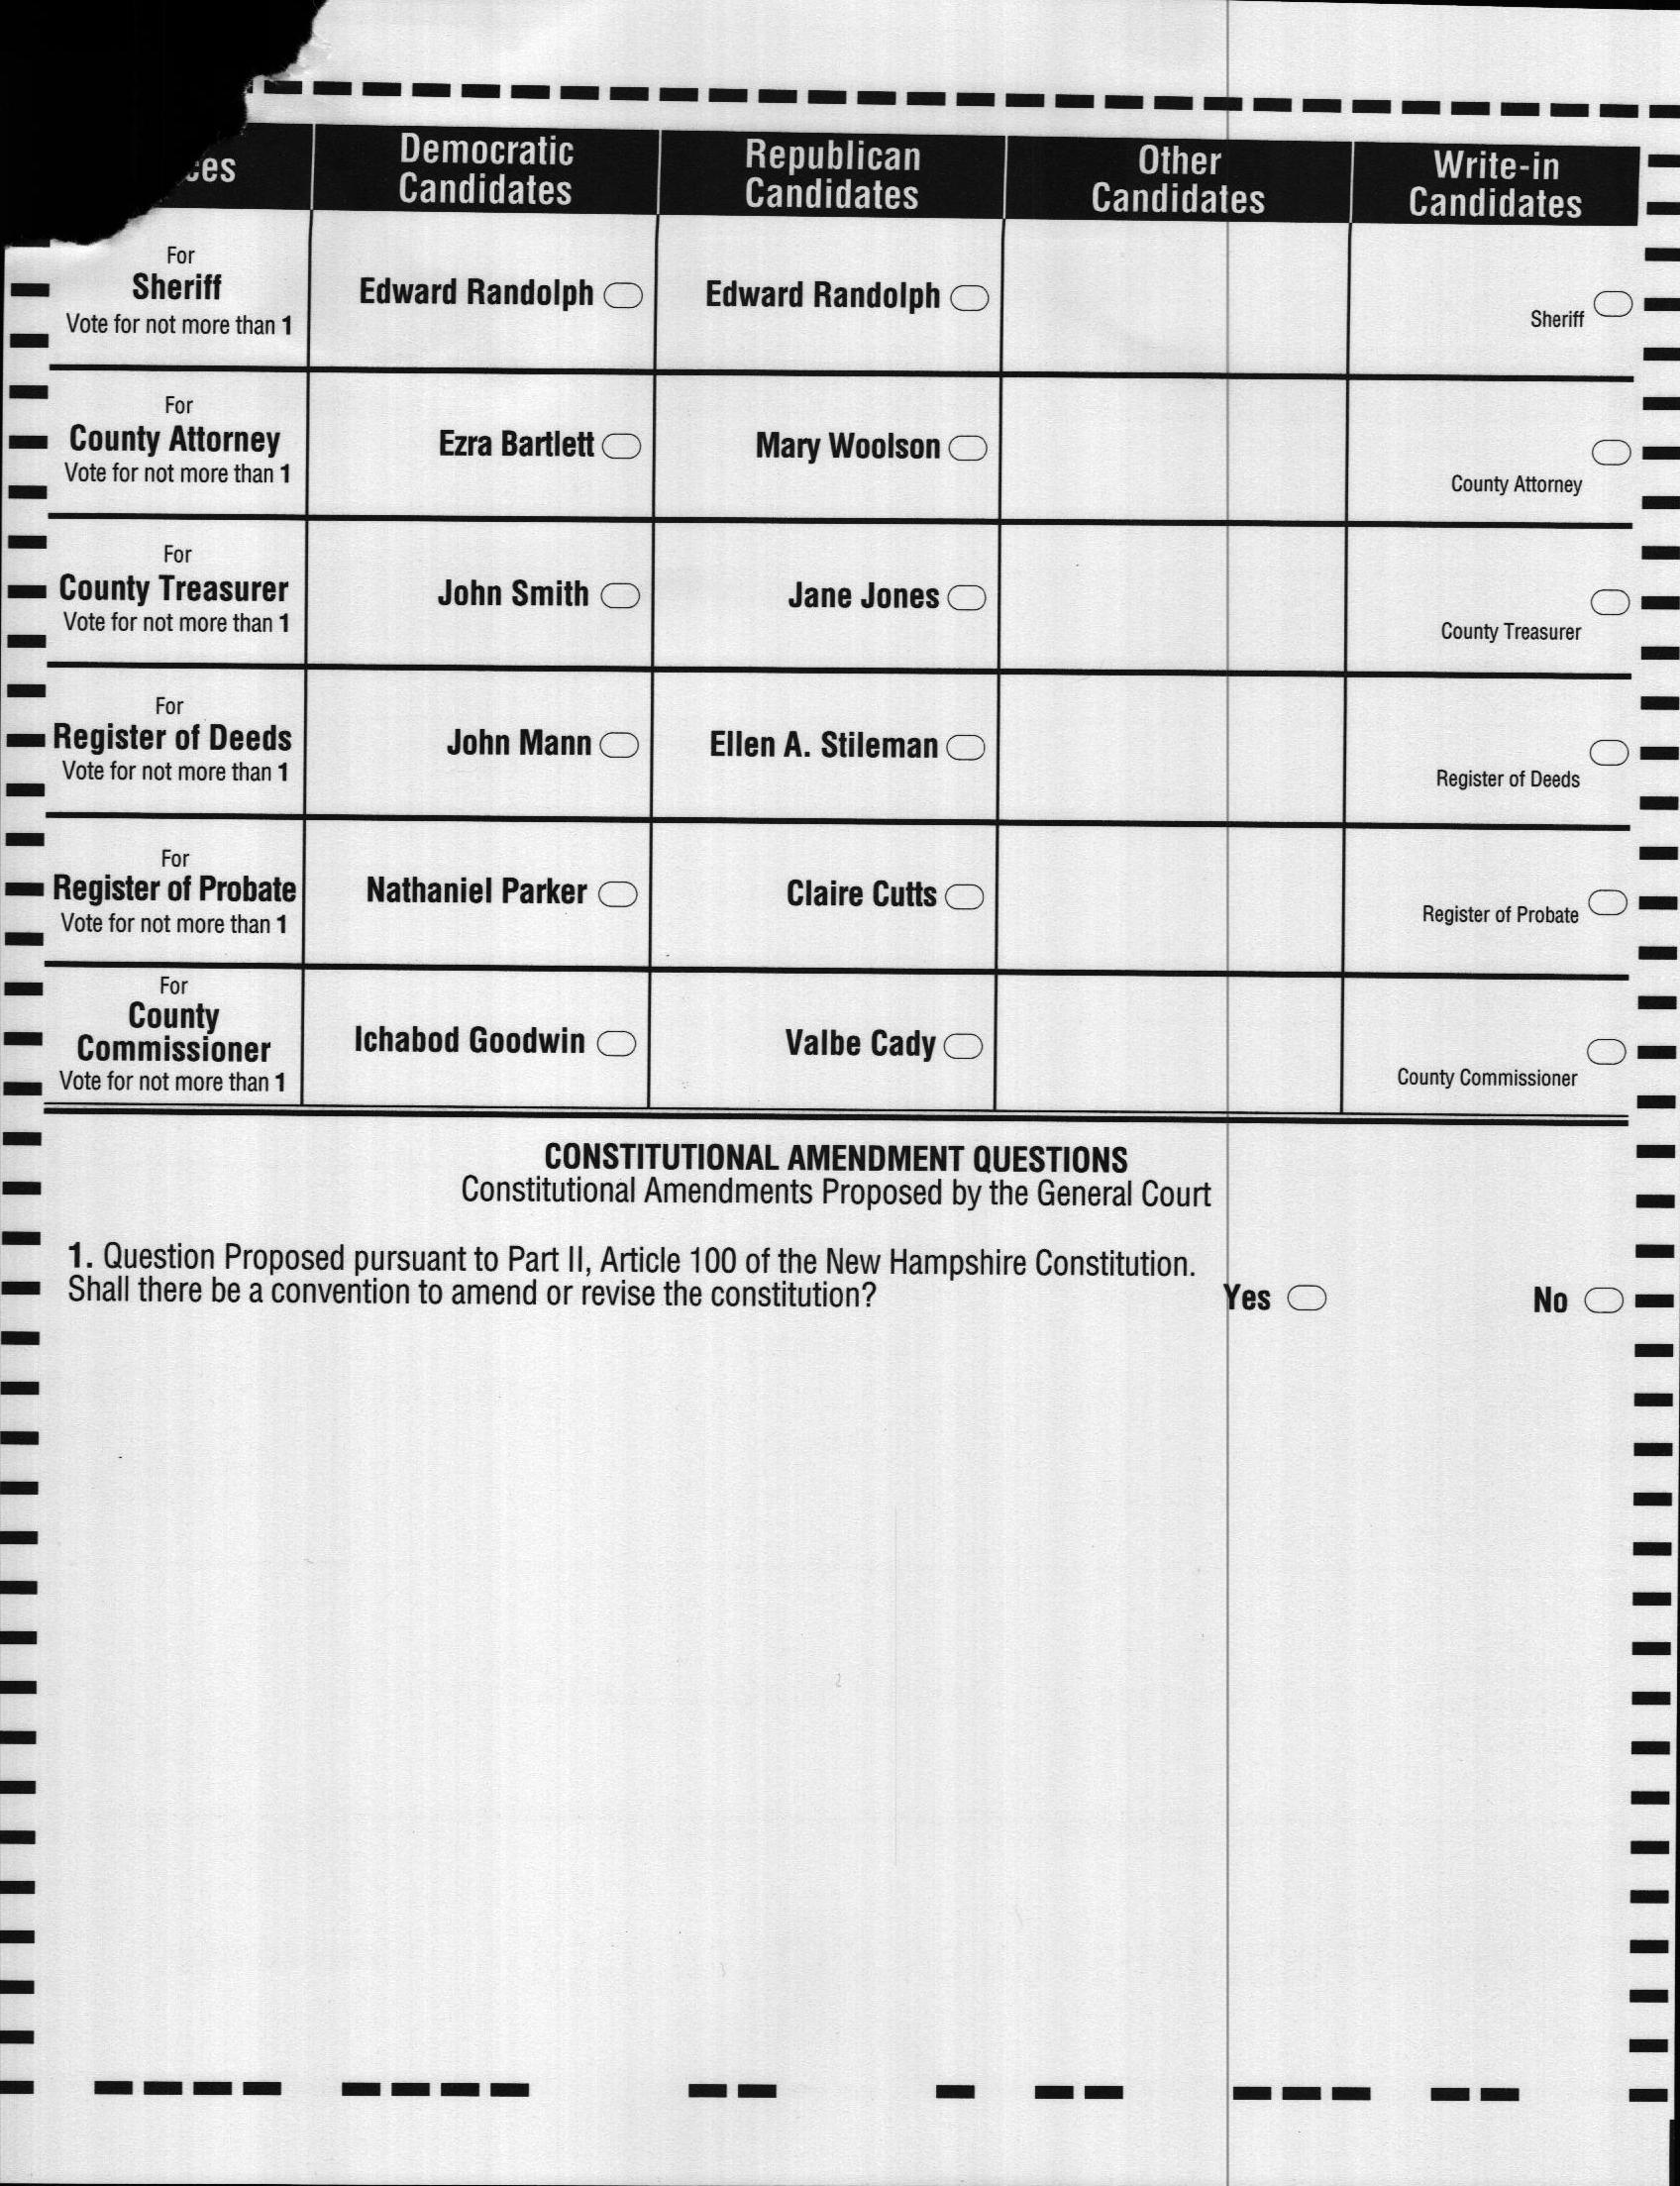 Democratic Candidates
Republican Candidates
Other Candidates
Write-in Candidates
For
Sheriff
Vote for not more than 1
Edward Randolph
Edward Randolph
Sheriff
For
County Attorney
Vote for not more than 1
Ezra Bartlett
Mary Woolson
County Attorney
For
County Treasurer
Vote for not more than 1
John Smith
Jane Jones
County Treasurer
For
Register of Deeds
Vote for not more than 1
John Mann
Ellen A. Stileman
Register of Deeds
For
Register of Probate
Vote for not more than 1
Nathaniel Parker
Claire Cutts
Register of Probate
For
County
Commissioner
Vote for not more than 1
Ichabod Goodwin
Valbe Cady
County Commissioner
CONSTITUTIONAL AMENDMENT QUESTIONS
Constitutional Amendments Proposed by the General Court
1. Question Proposed pursuant to Part II, Article 100 of the New Hampshire Constitution.
Shall there be a convention to amend or revise the constitution?
Yes
No